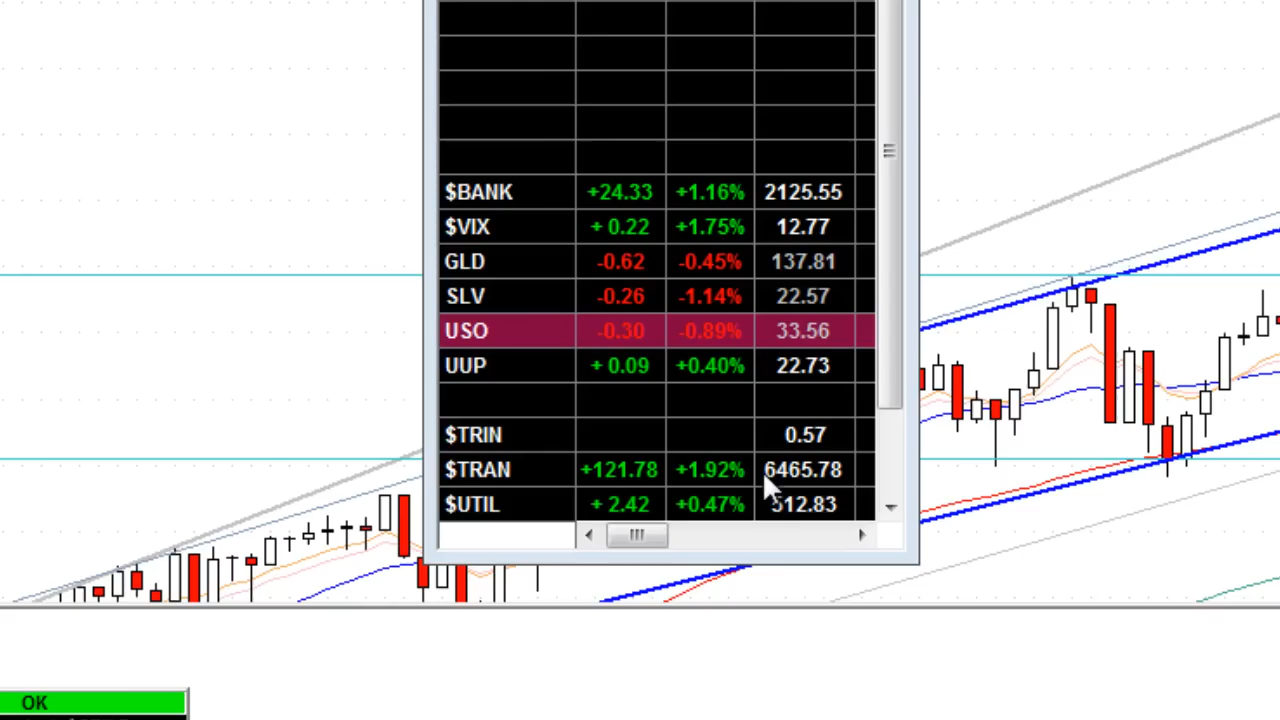 $BANK +24.33 +1.16% 2125.55
$VIX + 0.22 +1.75% 12.77
GLD -0.62 -0.45% 137.81
SLV -0.26 -1.14% 22.57
USO -0.30 -0.89% 33.56
UUP + 0.09 +0.40% 22.73
$TRIN 0.57
$TRAN +121.78 +1.92% 6465.78
$UTIL + 2.42 +0.47% 512.83
OK